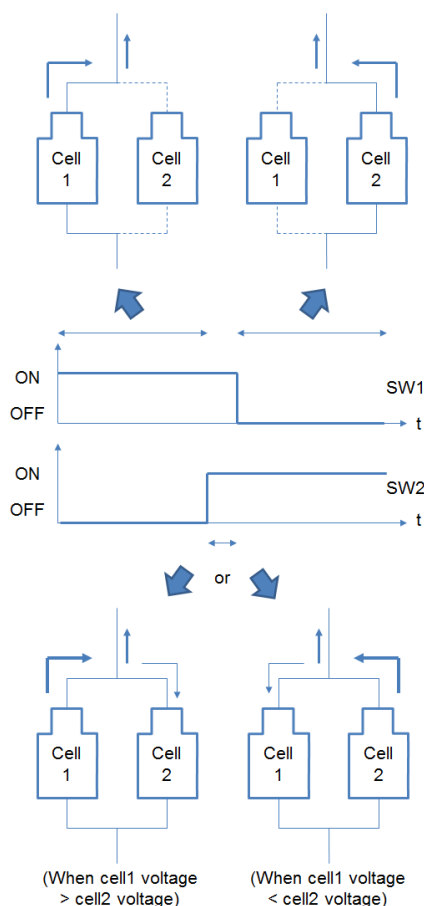 Cell
1
Cell
2
Cell
1
Cell
2
ON
OFF
SW1
t
ON
OFF
SW2
t
or
Cell
1
Cell
2
Cell
1
Cell
2
(When cell1 voltage
> cell2 voltage)
(When cell1 voltage
< cell2 voltage)